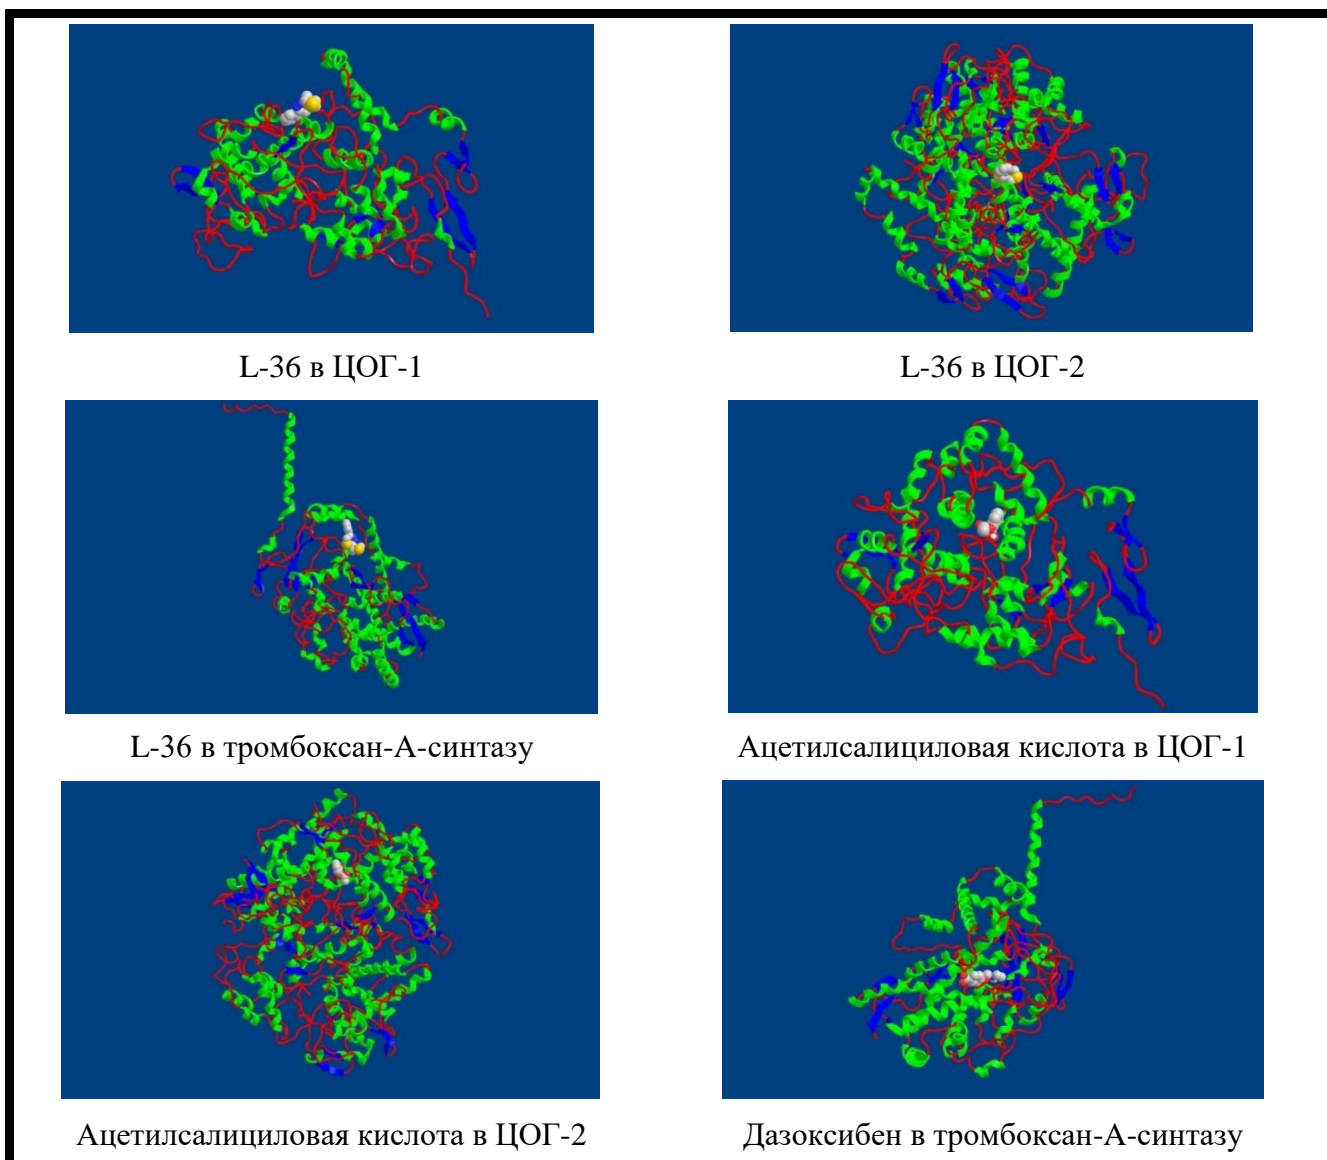 L-36 в ЦОГ-1
L-36 в ЦОГ-2
L-36 в тромбоксан-А-синтазу
Ацетилсалициловая кислота в ЦОГ-1
Ацетилсалициловая кислота в ЦОГ-2
Дазоксибен в тромбоксан-А-синтазу